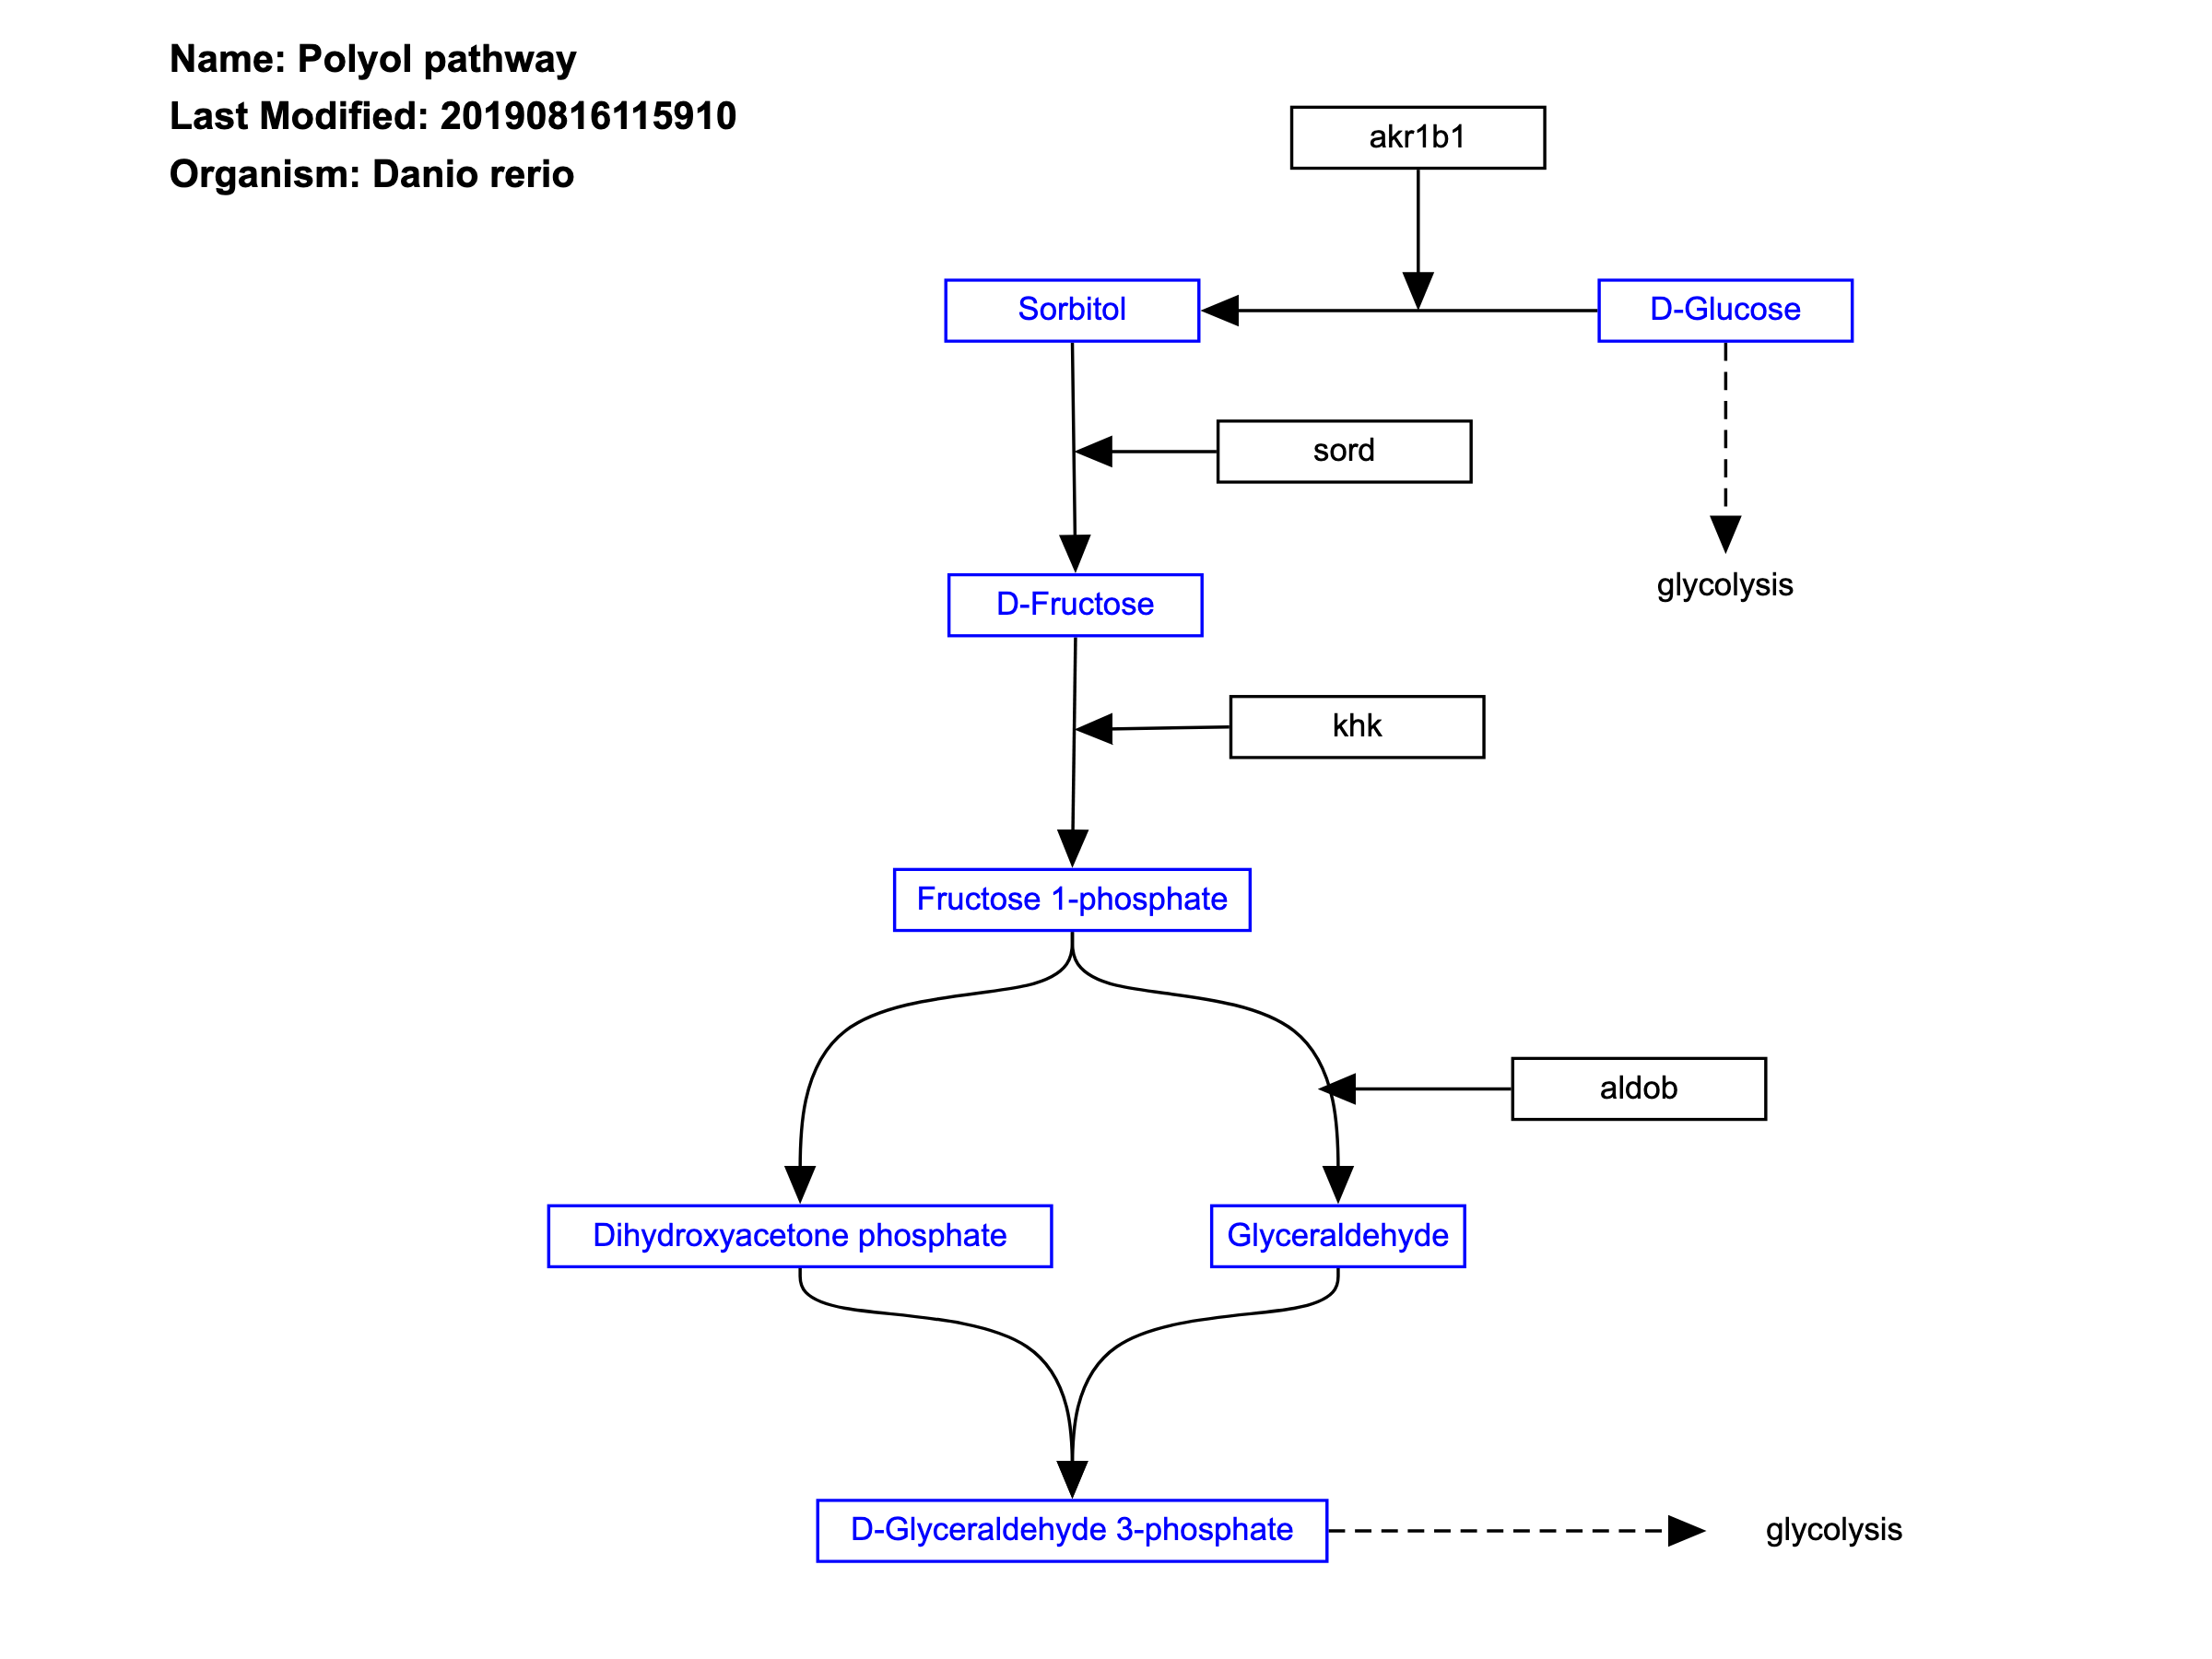 Name: Polyol pathway
Last Modified: 20190816115910
Organism: Danio rerio
akr1b1
Sorbitol
D-Glucose
sord
glycolysis
D-Fructose
khk
Fructose 1-phosphate
aldob
Dihydroxyacetone phosphate
Glyceraldehyde
D-Glyceraldehyde 3-phosphate
glycolysis